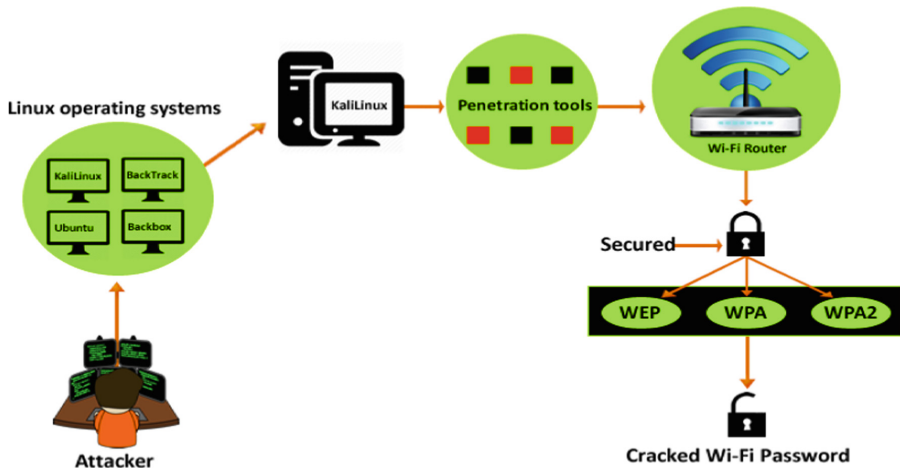 Linux operating systems
KaliLinux
BackTrack
Ubuntu
Backbox
Attacker
KaliLinux
Penetration tools
Wi-Fi Router
Secured
WEP
WPA
WPA2
Cracked Wi-Fi Password